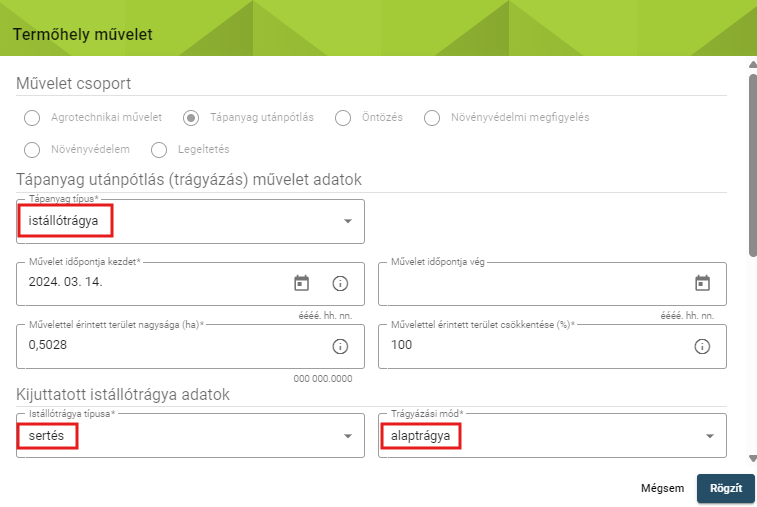 Termőhely művelet
Művelet csoport
Agrotechnikai művelet Tápanyag utánpótlás Öntözés Növényvédelmi megfigyelés
Növényvédelem Legeltetés
Tápanyag utánpótlás (trágyázás) művelet adatok
Tápanyag típus*
istállótrágya
Művelet időpontja kezdet* Művelet időpontja vég
2024. 03. 14.
éééé. hh. nn. éééé. hh. nn.
Művelettel érintett terület nagysága (ha)*Művelettel érintett terület csökkentése (%)*
0,5028 100
000 000.0000
Kijuttatott istállótrágya adatok
Istállótrágya típusa* Trágyázási mód*
sertés alaptrágya
Mégsem Rögzít